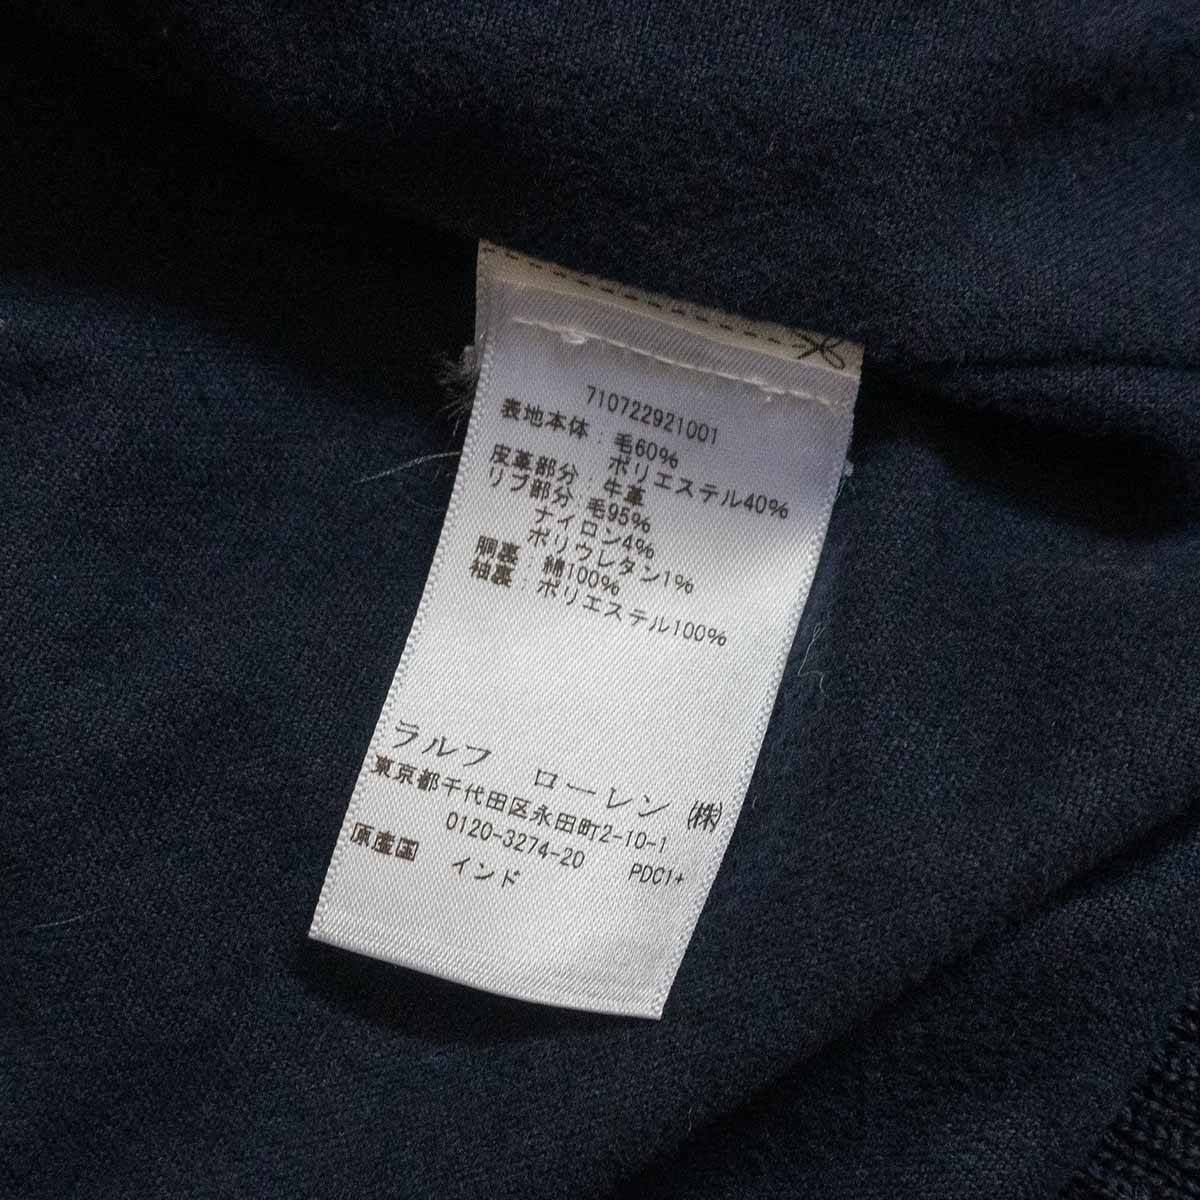 710722921001
表地本体：毛60%
ポリエステル40%
皮革部分：牛革
リブ部分：毛95%
ナイロン4%
ポリウレタン1%
胴裏：綿100%
袖裏：ポリエステル100%
ラルフ ローレン㈱
東京都千代田区永田町2-10-1
0120-3274-20 PDC1+
原産国 インド